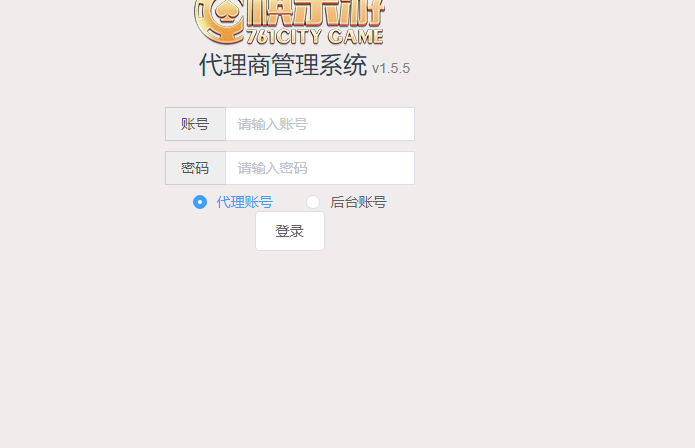 761CITY GAME
代理商管理系统 v1.5.5
账号 请输入账号
密码 请输入密码
代理账号 后台账号
登录